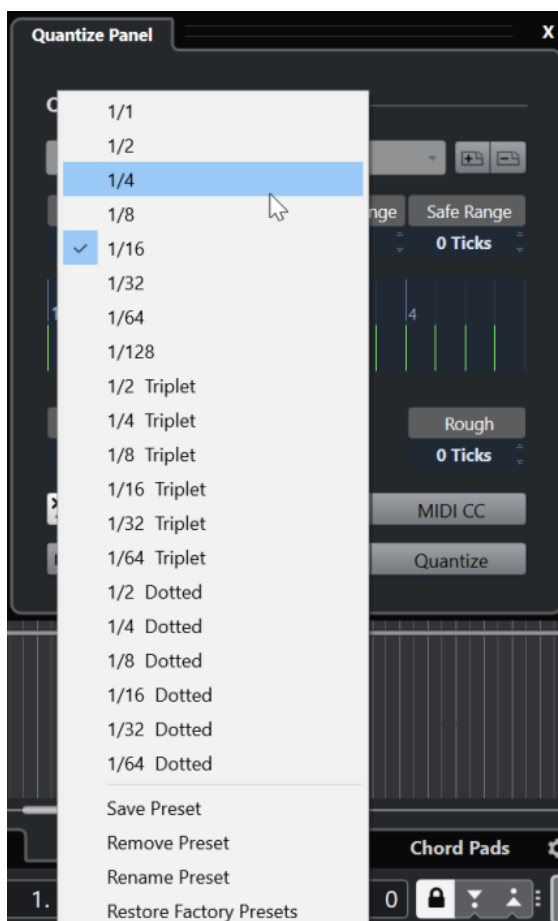 Quantize Panel
X
1/1
1/2
1/4
1/8
1/16
1/32
1/64
1/128
1/2 Triplet
1/4 Triplet
1/8 Triplet
1/16 Triplet
1/32 Triplet
1/64 Triplet
1/2 Dotted
1/4 Dotted
1/8 Dotted
1/16 Dotted
1/32 Dotted
1/64 Dotted
Save Preset
Remove Preset
Rename Preset
Restore Factory Presets
Safe Range
0 Ticks
1
4
Rough
0 Ticks
MIDI CC
Quantize
Chord Pads
1.
0